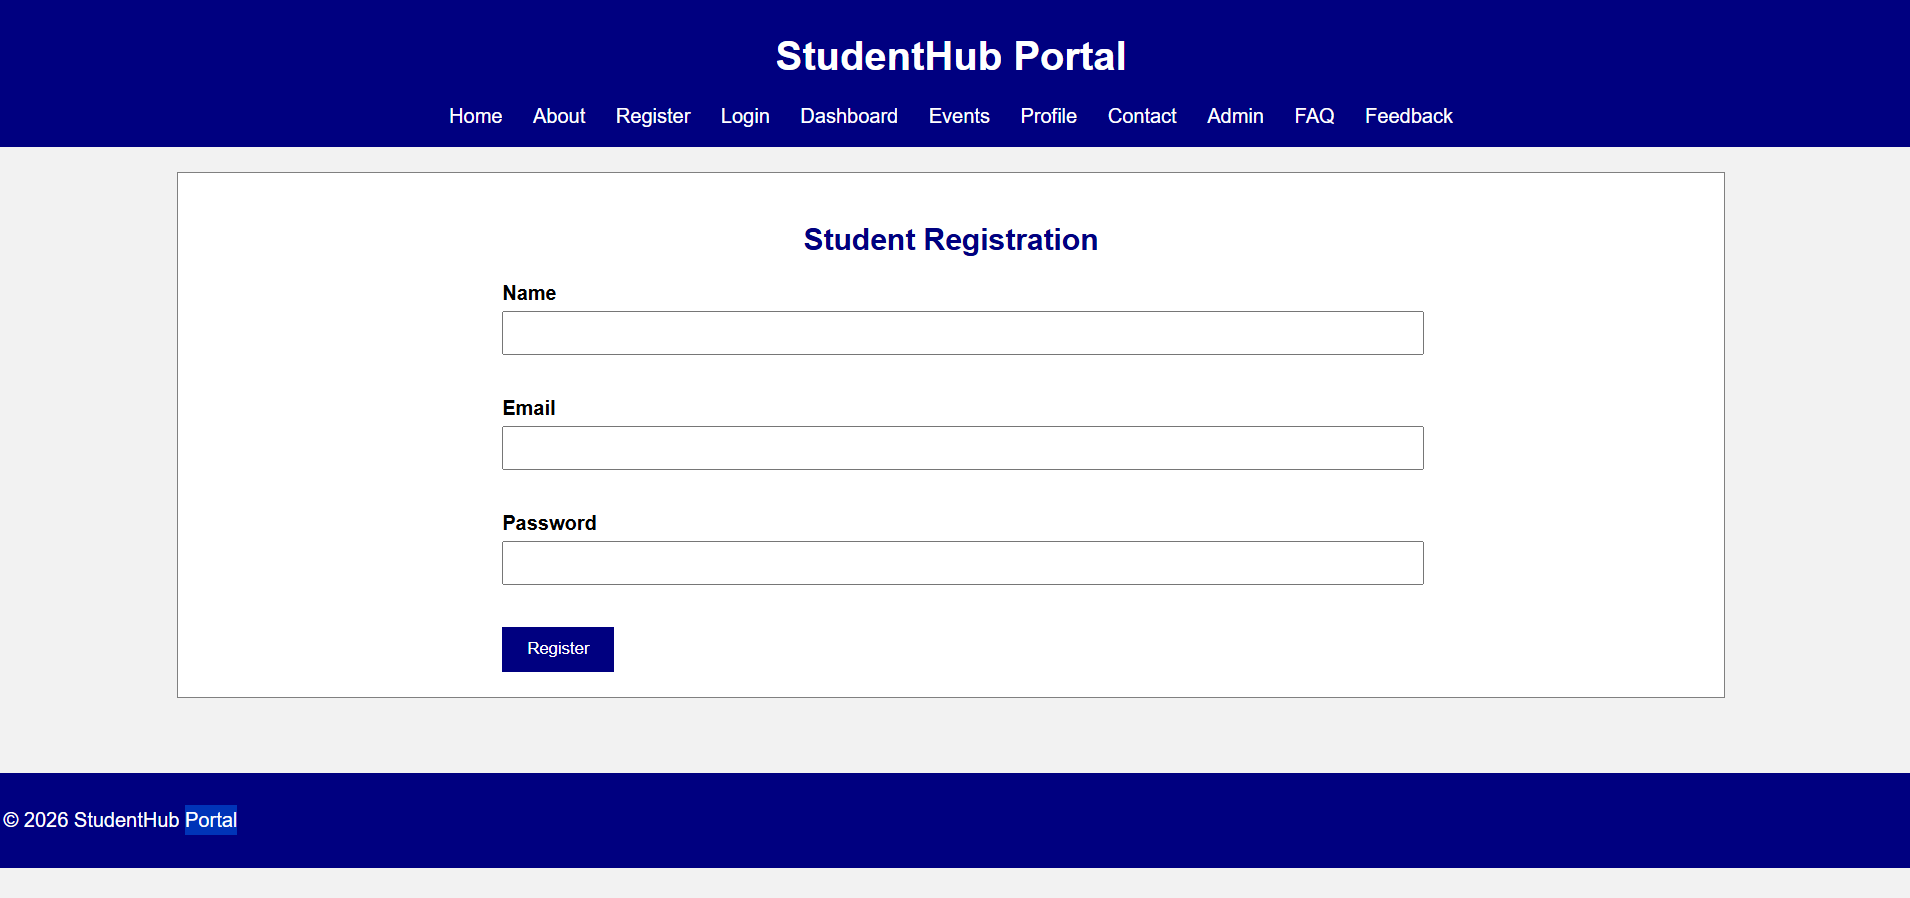 StudentHub Portal
Home About Register Login Dashboard Events Profile Contact Admin FAQ Feedback
Student Registration
Name
Email
Password
Register
© 2026 StudentHub Portal